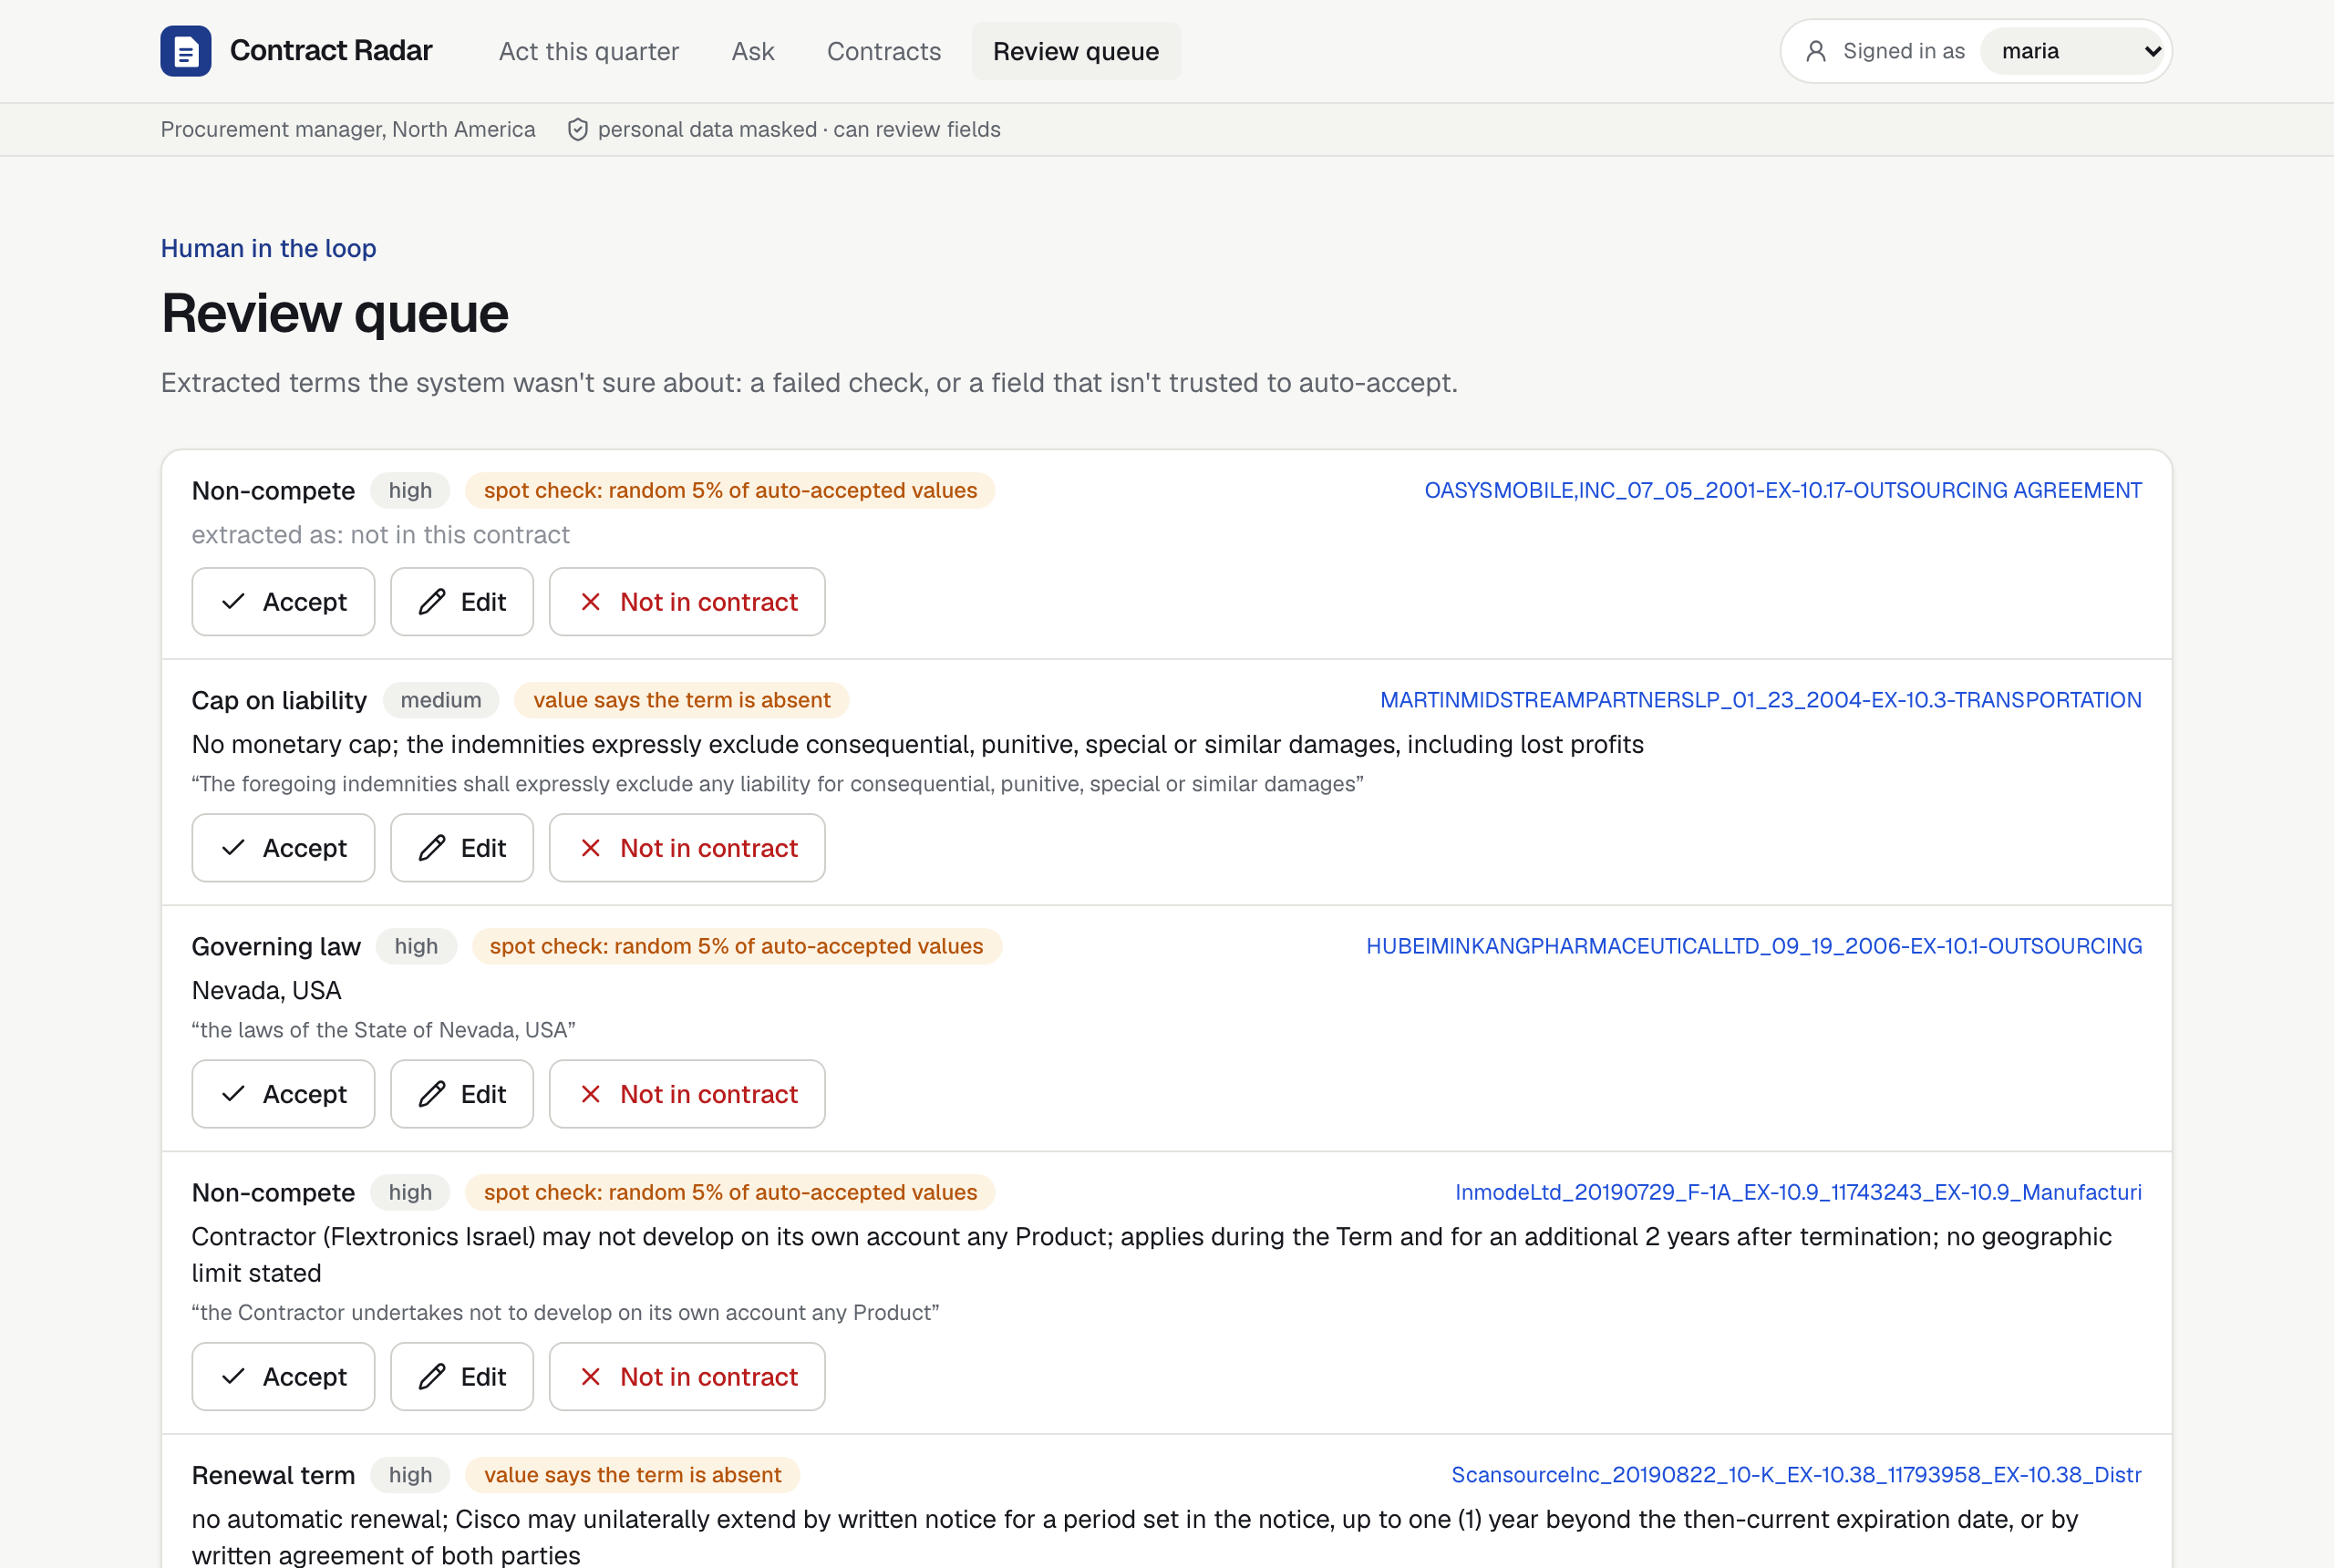 Contract Radar Act this quarter Ask Contracts Review queue Signed in as maria
Procurement manager, North America personal data masked · can review fields
Human in the loop
Review queue
Extracted terms the system wasn't sure about: a failed check, or a field that isn't trusted to auto-accept.
Non-compete high spot check: random 5% of auto-accepted values OASYSMOBILE,INC_07_05_2001-EX-10.17-OUTSOURCING AGREEMENT
extracted as: not in this contract
Accept Edit Not in contract
Cap on liability medium value says the term is absent MARTINMIDSTREAMPARTNERSLP_01_23_2004-EX-10.3-TRANSPORTATION
No monetary cap; the indemnities expressly exclude consequential, punitive, special or similar damages, including lost profits
“The foregoing indemnities shall expressly exclude any liability for consequential, punitive, special or similar damages”
Accept Edit Not in contract
Governing law high spot check: random 5% of auto-accepted values HUBEIMINKANGPHARMACEUTICALLTD_09_19_2006-EX-10.1-OUTSOURCING
Nevada, USA
“the laws of the State of Nevada, USA”
Accept Edit Not in contract
Non-compete high spot check: random 5% of auto-accepted values InmodeLtd_20190729_F-1A_EX-10.9_11743243_EX-10.9_Manufacturi
Contractor (Flextronics Israel) may not develop on its own account any Product; applies during the Term and for an additional 2 years after termination; no geographic
limit stated
“the Contractor undertakes not to develop on its own account any Product”
Accept Edit Not in contract
Renewal term high value says the term is absent ScansourceInc_20190822_10-K_EX-10.38_11793958_EX-10.38_Distr
no automatic renewal; Cisco may unilaterally extend by written notice for a period set in the notice, up to one (1) year beyond the then-current expiration date, or by
written agreement of both parties